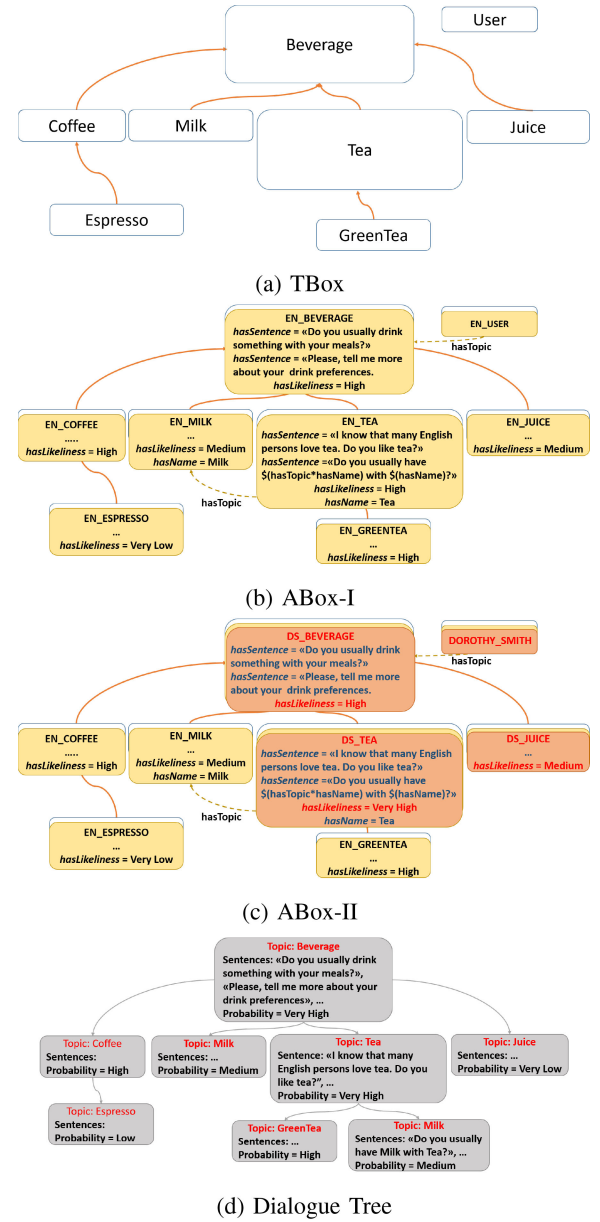 Beverage
User
Coffee
Milk
Tea
Juice
Espresso
GreenTea
(a) TBox
EN_BEVERAGE
hasSentence = «Do you usually drink
something with your meals?»
hasSentence = «Please, tell me more
about your drink preferences.
hasLikeliness = High
EN_USER
hasTopic
EN_COFFEE
.....
hasLikeliness = High
EN_MILK
...
hasLikeliness = Medium
hasName = Milk
EN_TEA
hasSentence = «I know that many English
persons love tea. Do you like tea?»
hasSentence =«Do you usually have
$(hasTopic*hasName) with $(hasName)?»
hasLikeliness = High
hasName = Tea
EN_JUICE
...
hasLikeliness = Medium
hasTopic
EN_ESPRESSO
...
hasLikeliness = Very Low
EN_GREENTEA
...
hasLikeliness = High
(b) ABox-I
DS_BEVERAGE
hasSentence = «Do you usually drink
something with your meals?»
hasSentence = «Please, tell me more
about your drink preferences.
hasLikeliness = High
DOROTHY_SMITH
hasTopic
EN_COFFEE
.....
hasLikeliness = High
EN_MILK
...
hasLikeliness = Medium
hasName = Milk
DS_TEA
hasSentence = «I know that many English
persons love tea. Do you like tea?»
hasSentence =«Do you usually have
$(hasTopic*hasName) with $(hasName)?»
hasLikeliness = Very High
hasName = Tea
DS_JUICE
...
hasLikeliness = Medium
hasTopic
EN_ESPRESSO
...
hasLikeliness = Very Low
EN_GREENTEA
...
hasLikeliness = High
(c) ABox-II
Topic: Beverage
Sentences: «Do you usually drink
something with your meals?»,
«Please, tell me more about your
drink preferences», ...
Probability = Very High
Topic: Coffee
Sentences:
Probability = High
Topic: Milk
Sentences: ...
Probability = Medium
Topic: Tea
Sentence: «I know that many
English persons love tea. Do you
like tea?", ...
Probability = Very High
Topic: Juice
Sentences: ...
Probability = Very Low
Topic: Espresso
Sentences:
Probability = Low
Topic: GreenTea
Sentences: ...
Probability = High
Topic: Milk
Sentences: «Do you usually
have Milk with Tea?», ...
Probability = Medium
(d) Dialogue Tree